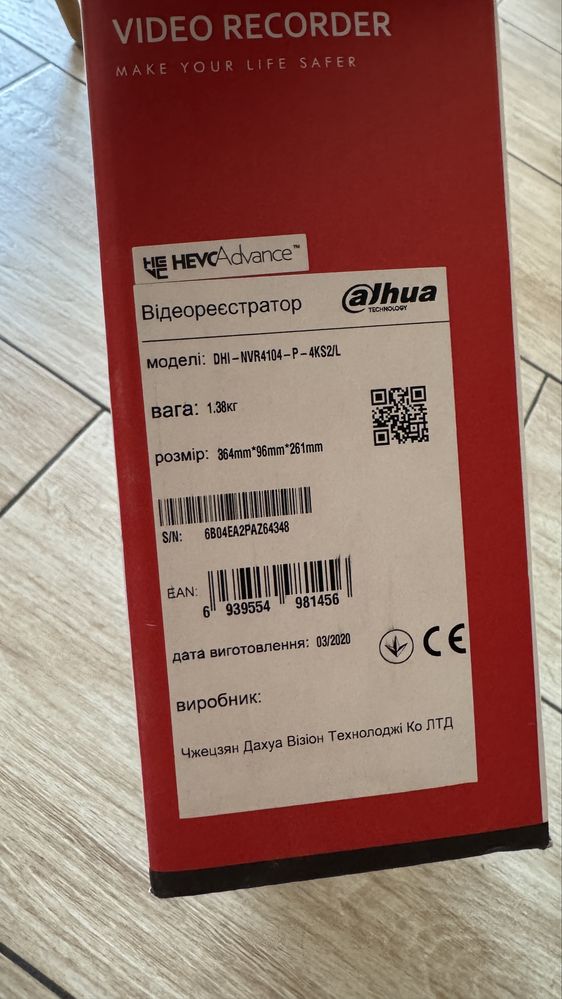 VIDEO RECORDER
MAKE YOUR LIFE SAFER
HEVC HEVCAdvance™
Відеореєстратор
alhua
TECHNOLOGY
моделі: DHI-NVR4104-P-4KS2/L
вага: 1.38кг
розмір: 364mm*96mm*261mm
S/N: 6B04EA2PAZ64348
EAN: 6 939554 981456
дата виготовлення: 03/2020
CE
виробник:
Чжецзян Дахуа Візіон Технолоджі Ко ЛТД